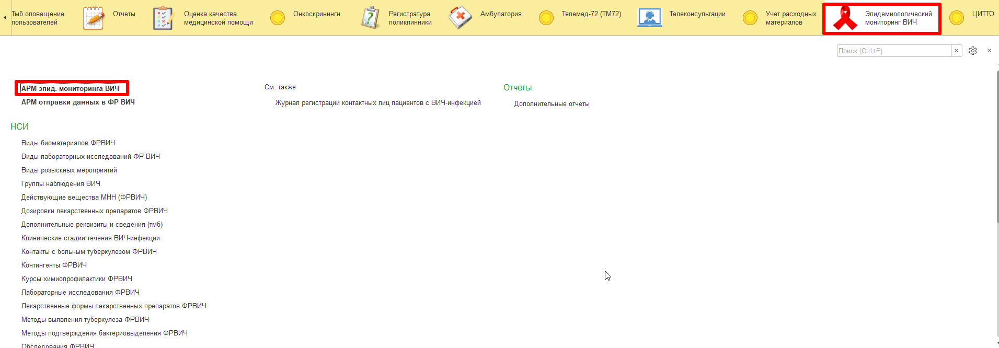 Тмб оповещение
пользователей
Отчеты
Оценка качества
медицинской помощи
Онкоскрининги
Регистратура
поликлиники
Амбулатория
Телемед-72 (ТМ72)
Телеконсультации
Учет расходных
материалов
Эпидемиологический
мониторинг ВИЧ
ЦИТТО
Поиск (Ctrl+F)
АРМ эпид. мониторинга ВИЧ
АРМ отправки данных в ФР ВИЧ
См. также
Журнал регистрации контактных лиц пациентов с ВИЧ-инфекцией
Отчеты
Дополнительные отчеты
НСИ
Виды биоматериалов ФРВИЧ
Виды лабораторных исследований ФР ВИЧ
Виды розыскных мероприятий
Группы наблюдения ВИЧ
Действующие вещества МНН (ФРВИЧ)
Дозировки лекарственных препаратов ФРВИЧ
Дополнительные реквизиты и сведения (тмб)
Клинические стадии течения ВИЧ-инфекции
Контакты с больным туберкулезом ФРВИЧ
Контингенты ФРВИЧ
Курсы химиопрофилактики ФРВИЧ
Лабораторные исследования ФРВИЧ
Лекарственные формы лекарственных препаратов ФРВИЧ
Методы выявления туберкулеза ФРВИЧ
Методы подтверждения бактериовыделения ФРВИЧ
Обследования ФРВИЧ